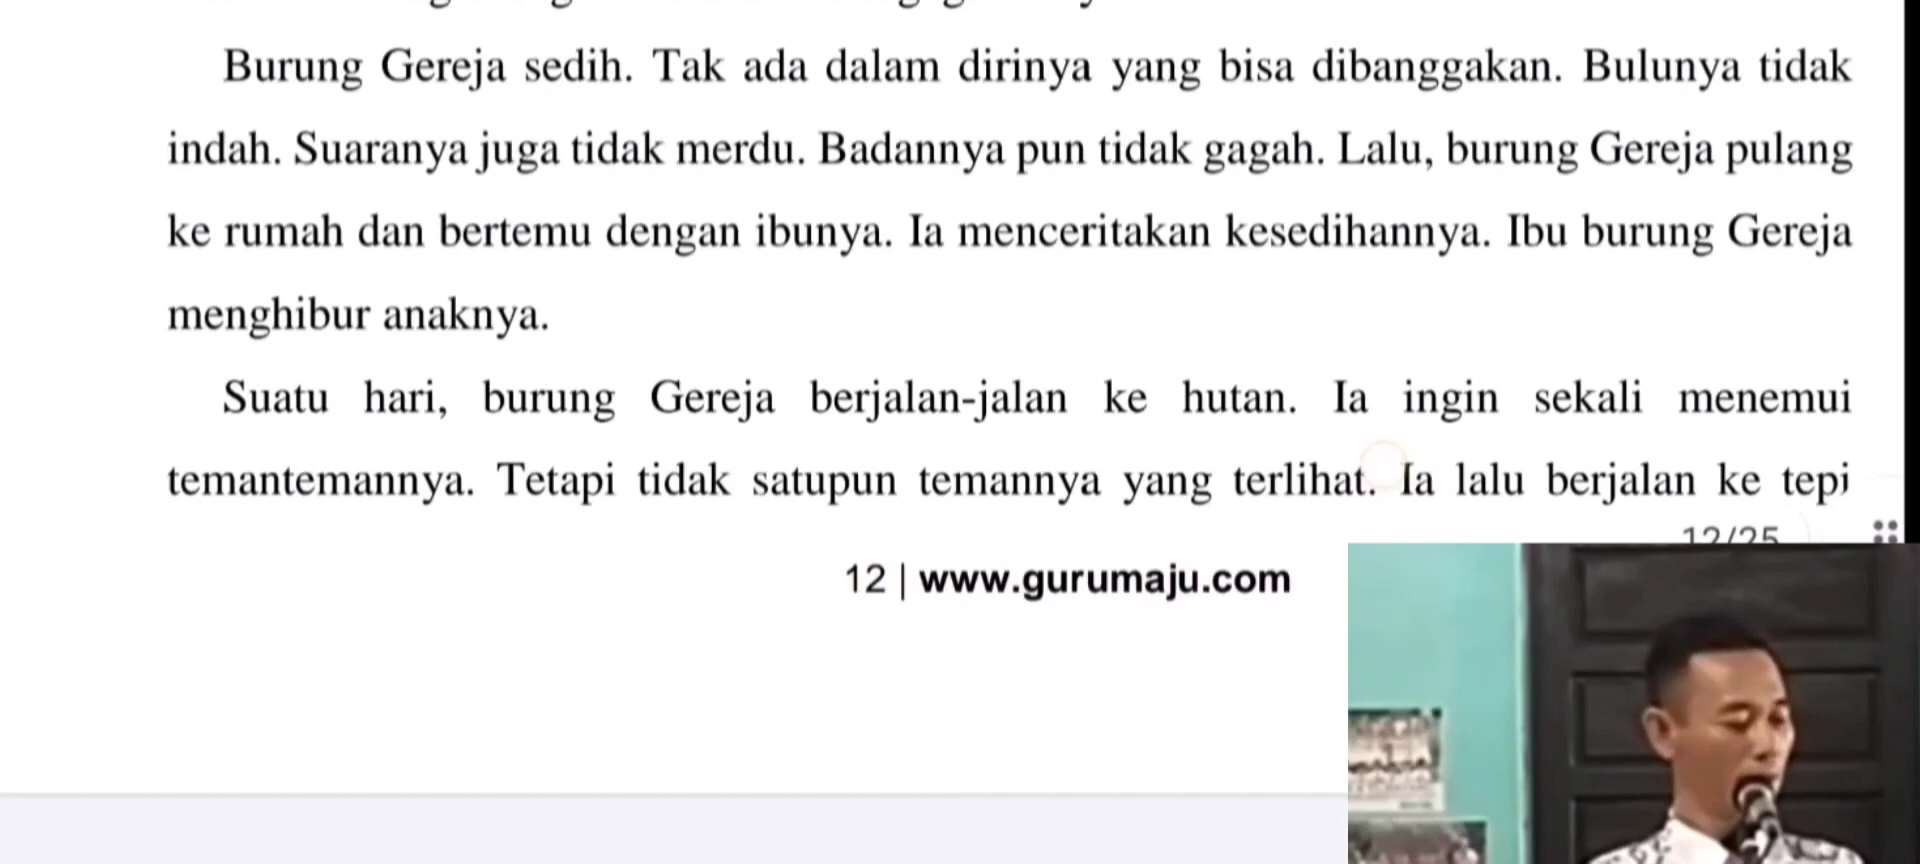 Burung Gereja sedih. Tak ada dalam dirinya yang bisa dibanggakan. Bulunya tidak
indah. Suaranya juga tidak merdu. Badannya pun tidak gagah. Lalu, burung Gereja pulang
ke rumah dan bertemu dengan ibunya. Ia menceritakan kesedihannya. Ibu burung Gereja
menghibur anaknya.
Suatu hari, burung Gereja berjalan-jalan ke hutan. Ia ingin sekali menemui
temantemannya. Tetapi tidak satupun temannya yang terlihat. Ia lalu berjalan ke tepi
12/25
12 | www.gurumaju.com